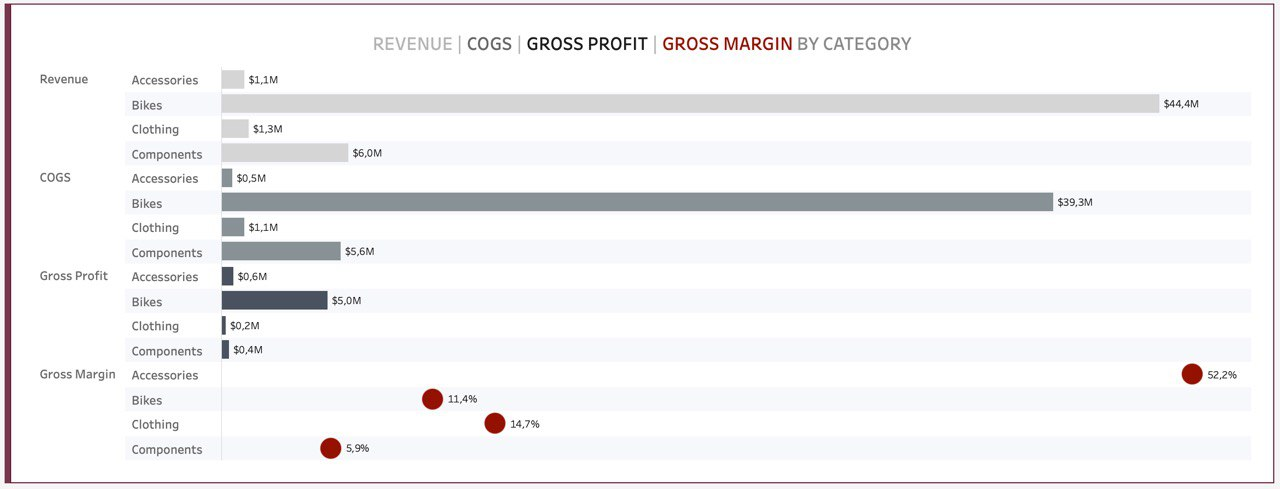 REVENUE | COGS | GROSS PROFIT | GROSS MARGIN BY CATEGORY
Revenue Accessories $1,1M
Bikes $44,4M
Clothing $1,3M
Components $6,0M
COGS Accessories $0,5M
Bikes $39,3M
Clothing $1,1M
Components $5,6M
Gross Profit Accessories $0,6M
Bikes $5,0M
Clothing $0,2M
Components $0,4M
Gross Margin Accessories 52,2%
Bikes 11,4%
Clothing 14,7%
Components 5,9%